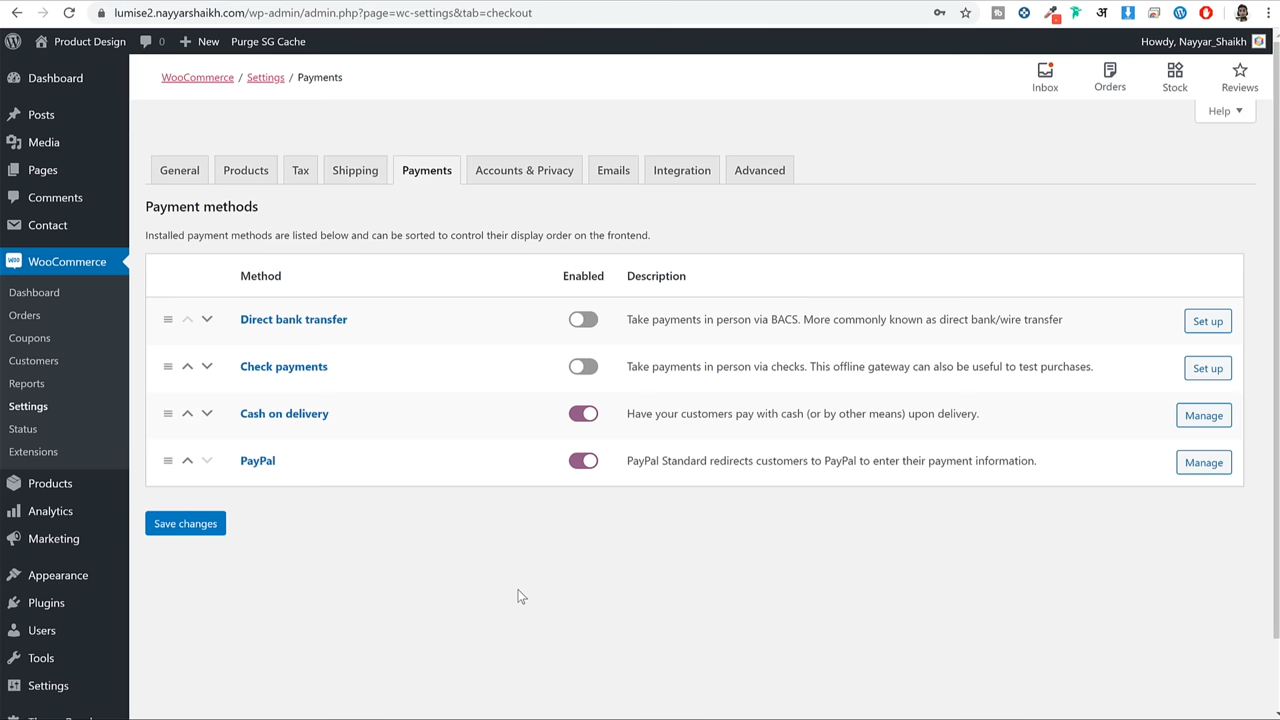 lumise2.nayyarshaikh.com/wp-admin/admin.php?page=wc-settings&tab=checkout
Product Design 0 New Purge SG Cache Howdy, Nayyar_Shaikh
Dashboard
Posts
Media
Pages
Comments
Contact
WooCommerce
Dashboard
Orders
Coupons
Customers
Reports
Settings
Status
Extensions
Products
Analytics
Marketing
Appearance
Plugins
Users
Tools
Settings
WooCommerce / Settings / Payments
Inbox Orders Stock Reviews
Help
General Products Tax Shipping Payments Accounts & Privacy Emails Integration Advanced
Payment methods
Installed payment methods are listed below and can be sorted to control their display order on the frontend.
Method Enabled Description
Direct bank transfer Take payments in person via BACS. More commonly known as direct bank/wire transfer Set up
Check payments Take payments in person via checks. This offline gateway can also be useful to test purchases. Set up
Cash on delivery Have your customers pay with cash (or by other means) upon delivery. Manage
PayPal PayPal Standard redirects customers to PayPal to enter their payment information. Manage
Save changes